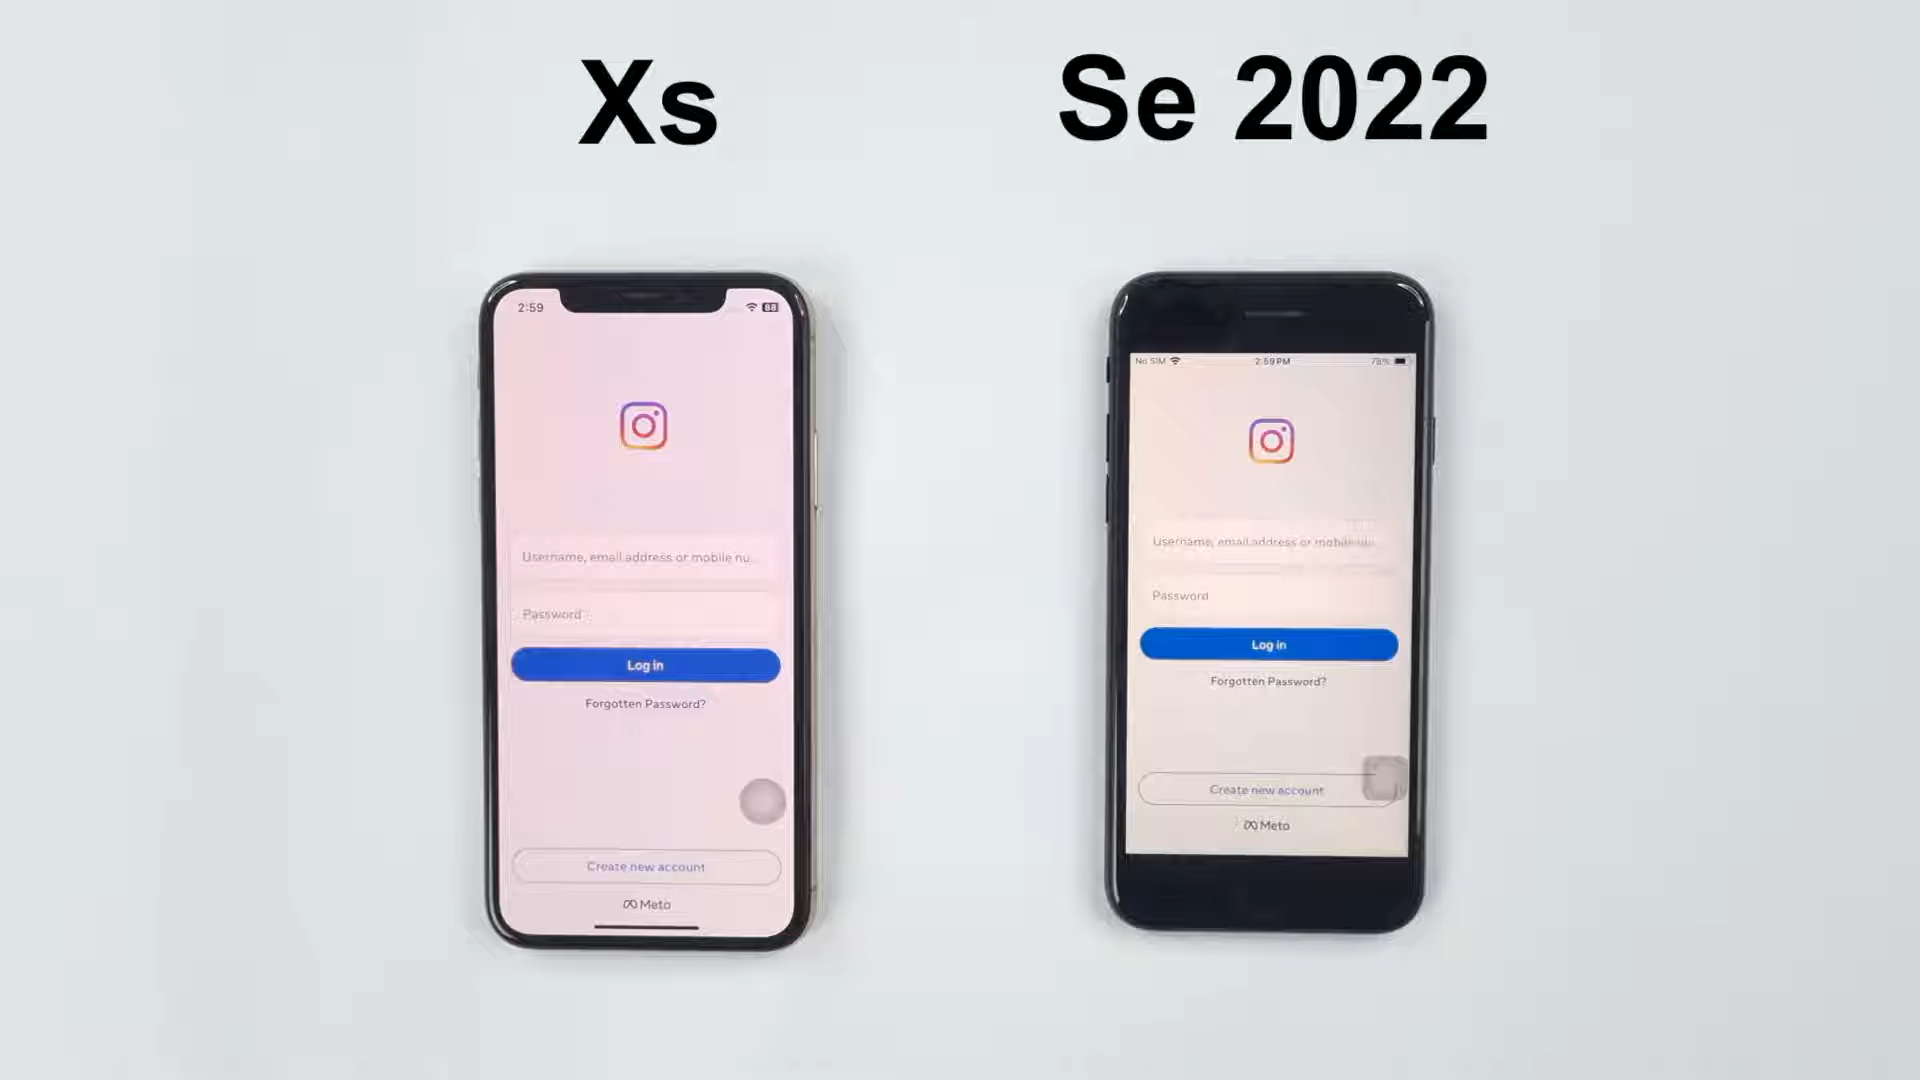 Xs
Se 2022
2:59
88
Username, email address or mobile nu...
Password
Log in
Forgotten Password?
Create new account
Meta
No SIM
2:59 PM
78%
Username, email address or mobile
Password
Log in
Forgotten Password?
Create new account
Meta